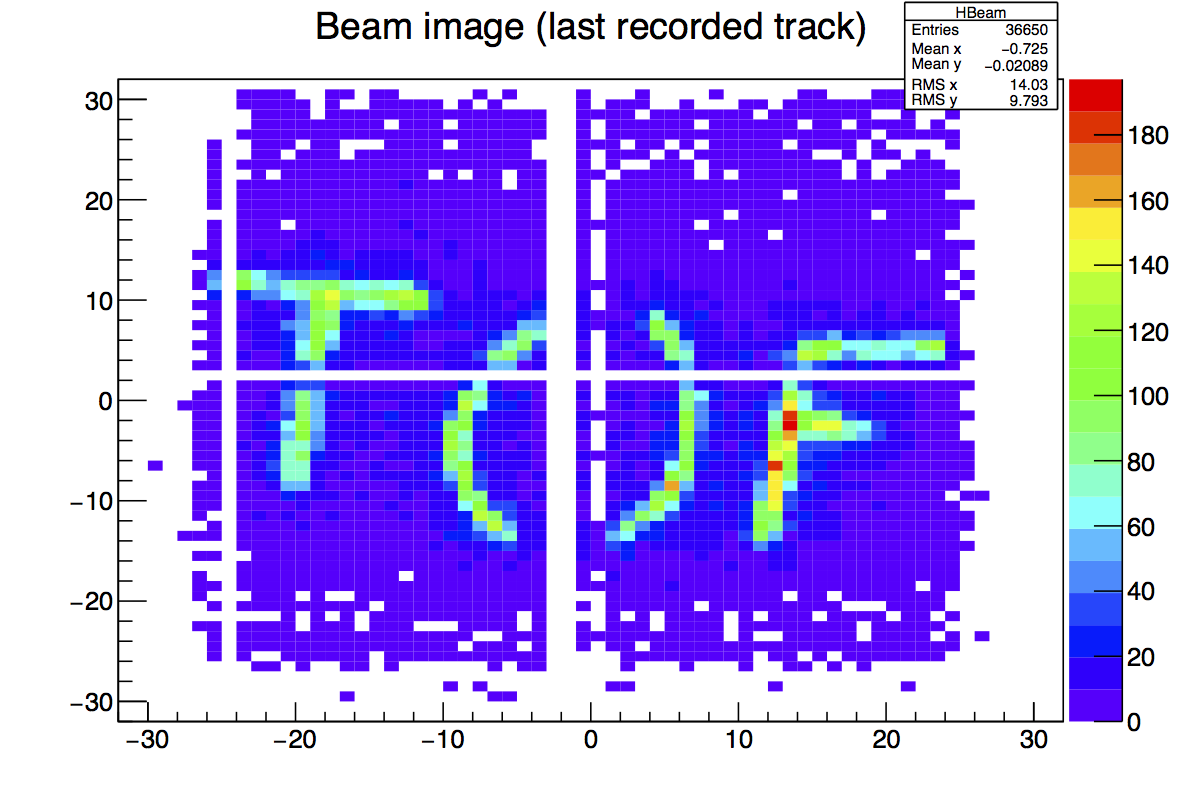 Beam image (last recorded track)
HBeam
Entries 36650
Mean x −0.725
Mean y −0.02089
RMS x 14.03
RMS y 9.793
30
20
10
0
−10
−20
−30
TOF
−30 −20 −10 0 10 20 30
180
160
140
120
100
80
60
40
20
0